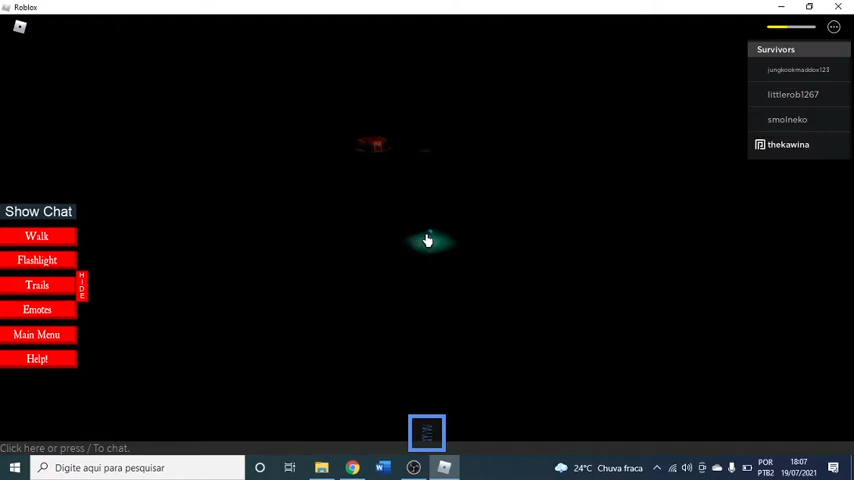 Roblox
Survivors
jungkookmaddox123
littlerob1267
smolneko
thekawina
Show Chat
Walk
Flashlight
Trails
HIDE
Emotes
Main Menu
Help!
Click here or press / To chat.
Digite aqui para pesquisar
24°C Chuva fraca
POR
PTB2
18:07
19/07/2021